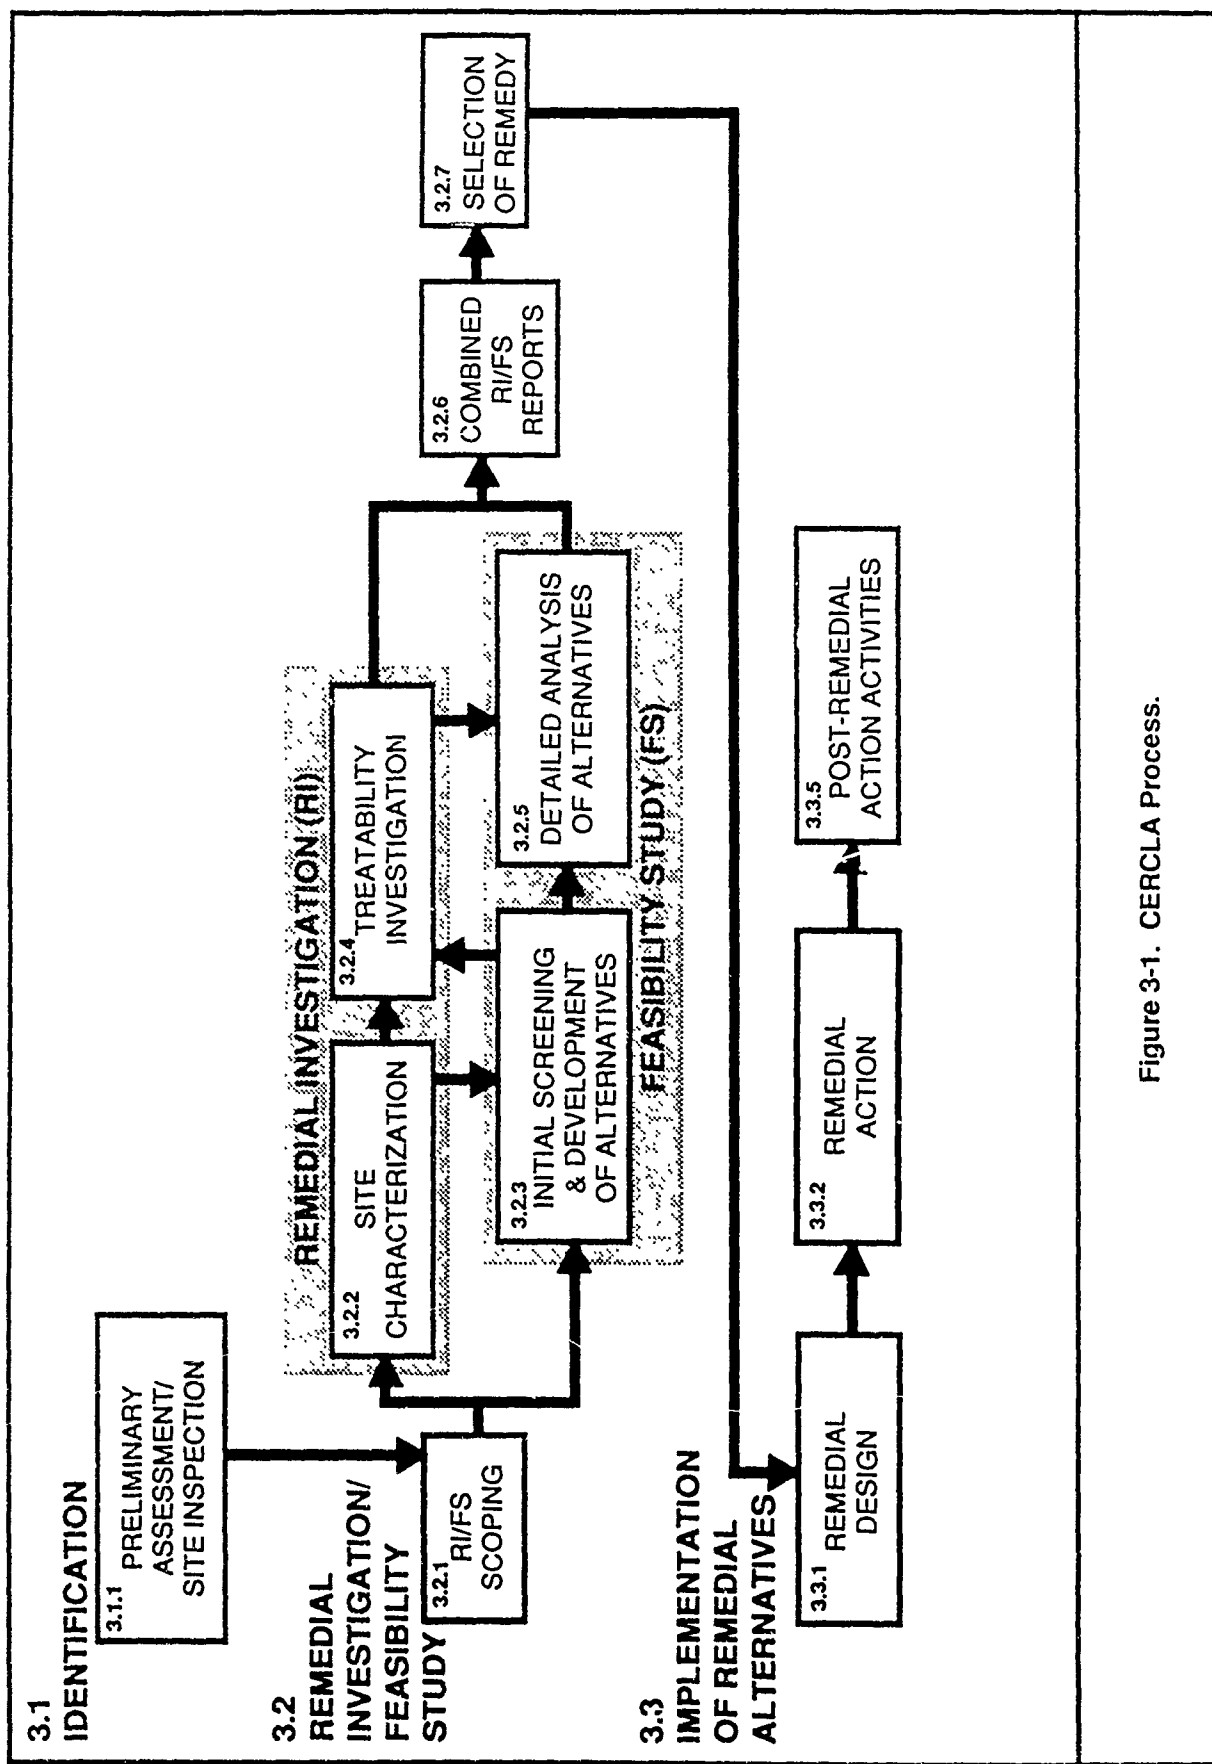 3.1
IDENTIFICATION
3.1.1
PRELIMINARY
ASSESSMENT/
SITE INSPECTION
3.2
REMEDIAL
INVESTIGATION/
FEASIBILITY
STUDY
3.2.1
RI/FS
SCOPING
REMEDIAL INVESTIGATION (RI)
3.2.2
SITE
CHARACTERIZATION
3.2.4
TREATABILITY
INVESTIGATION
3.2.3
INITIAL SCREENING
& DEVELOPMENT
OF ALTERNATIVES
3.2.5
DETAILED ANALYSIS
OF ALTERNATIVES
FEASIBILITY STUDY (FS)
3.2.6
COMBINED
RI/FS
REPORTS
3.2.7
SELECTION
OF REMEDY
3.3
IMPLEMENTATION
OF REMEDIAL
ALTERNATIVES
3.3.1
REMEDIAL
DESIGN
3.3.2
REMEDIAL
ACTION
3.3.5
POST-REMEDIAL
ACTION ACTIVITIES
Figure 3-1. CERCLA Process.